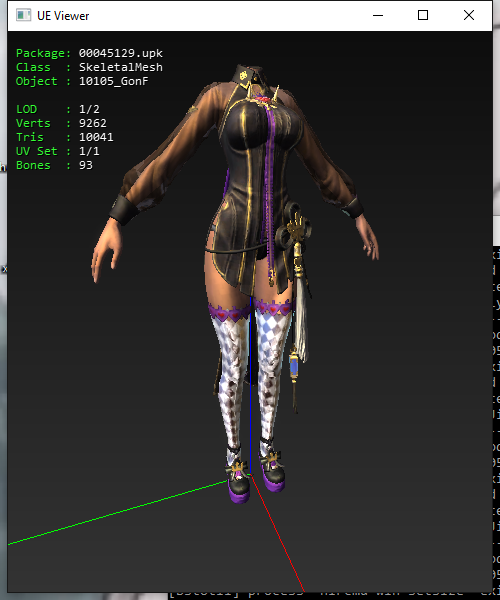 UE Viewer
Package: 00045129.upk
Class : SkeletalMesh
Object : 10105_GonF
LOD : 1/2
Verts : 9262
Tris : 10041
UV Set : 1/1
Bones : 93